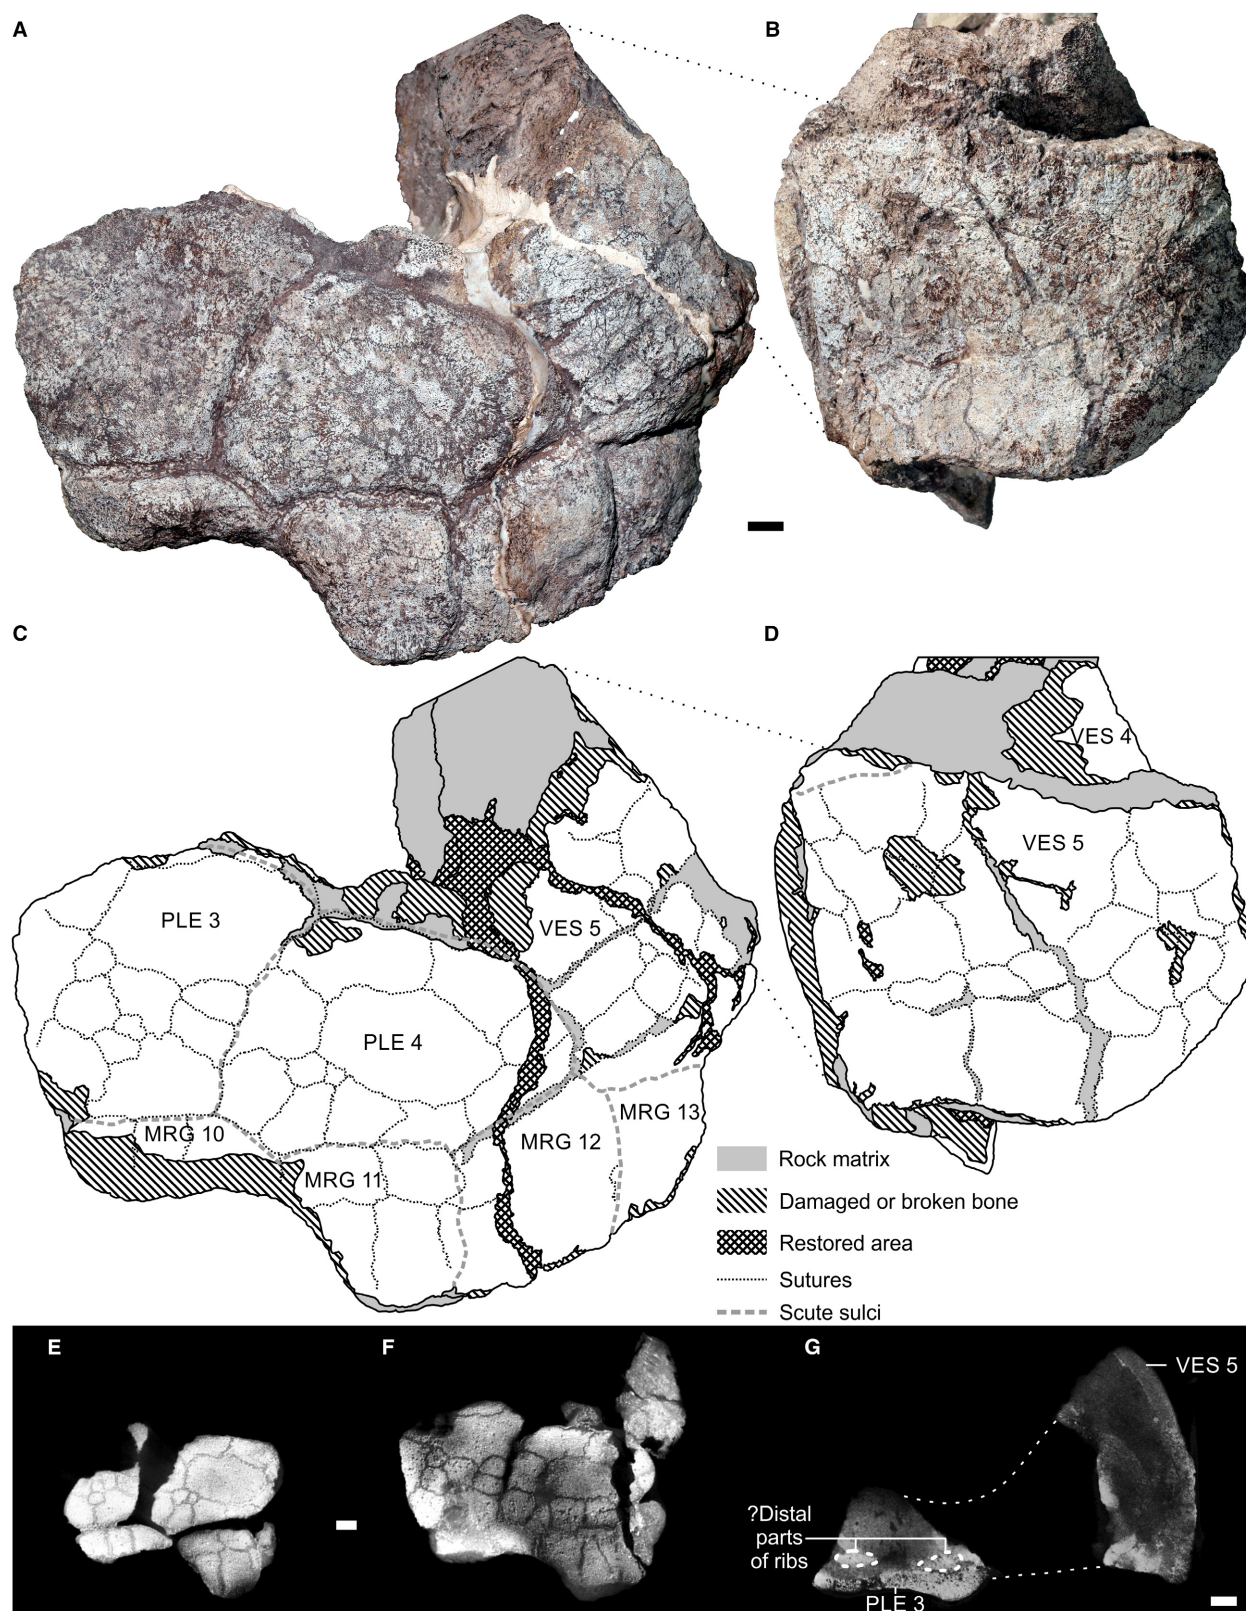 A
B
C
D
VES 4
VES 5
PLE 3
VES 5
PLE 4
MRG 10
MRG 11
MRG 12
MRG 13
Rock matrix
Damaged or broken bone
Restored area
Sutures
Scute sulci
E
F
G
VES 5
?Distal
parts
of ribs
PLE 3